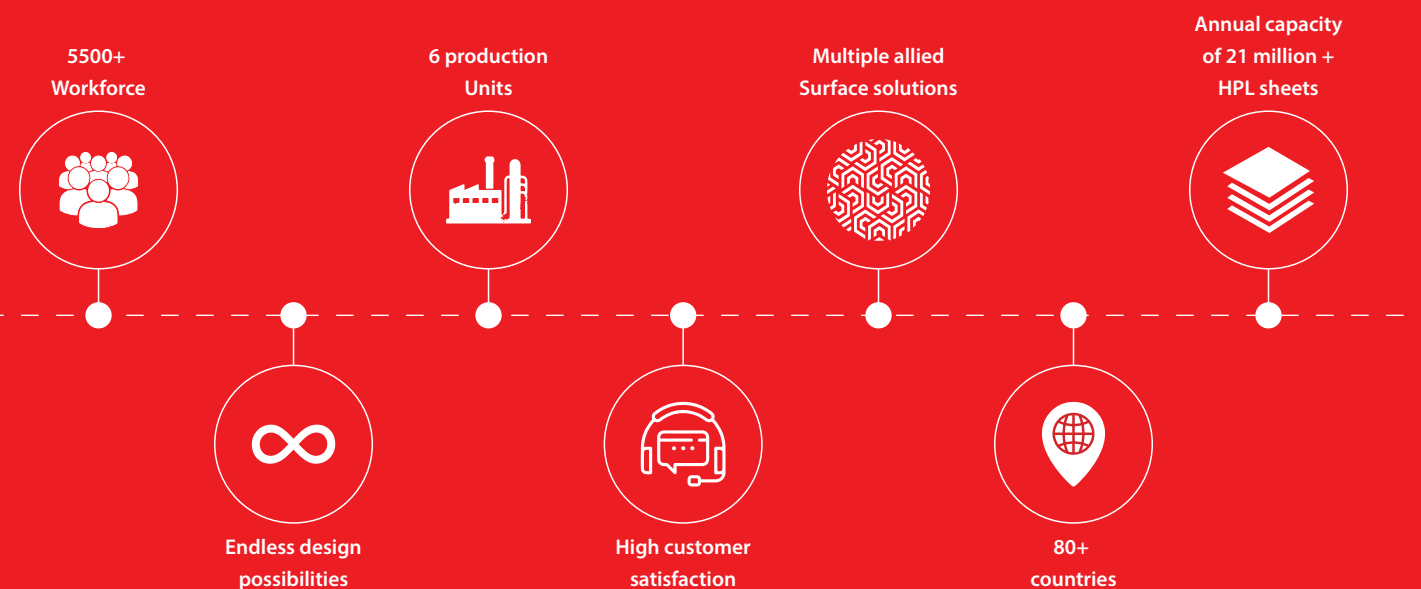 5500+
Workforce
Endless design
possibilities
6 production
Units
High customer
satisfaction
Multiple allied
Surface solutions
80+
countries
Annual capacity
of 21 million +
HPL sheets